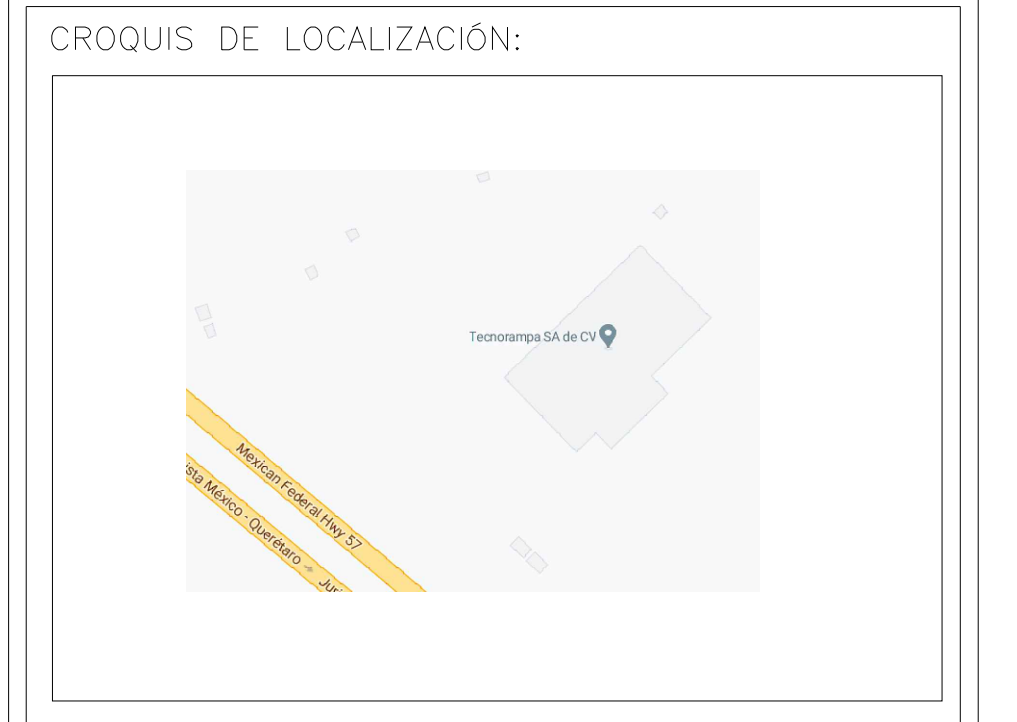 CROQUIS DE LOCALIZACIÓN:
Tecnorampa SA de CV
Mexican Federal Hwy 57
sta México - Querétaro